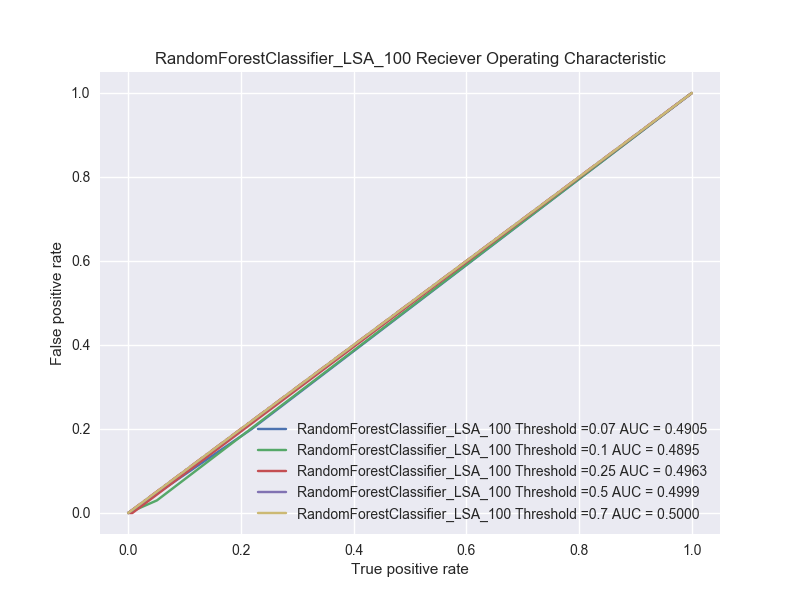 RandomForestClassifier_LSA_100 Reciever Operating Characteristic
1.0
0.8
0.6
0.4
0.2
0.0
False positive rate
RandomForestClassifier_LSA_100 Threshold =0.07 AUC = 0.4905
RandomForestClassifier_LSA_100 Threshold =0.1 AUC = 0.4895
RandomForestClassifier_LSA_100 Threshold =0.25 AUC = 0.4963
RandomForestClassifier_LSA_100 Threshold =0.5 AUC = 0.4999
RandomForestClassifier_LSA_100 Threshold =0.7 AUC = 0.5000
0.0 0.2 0.4 0.6 0.8 1.0
True positive rate